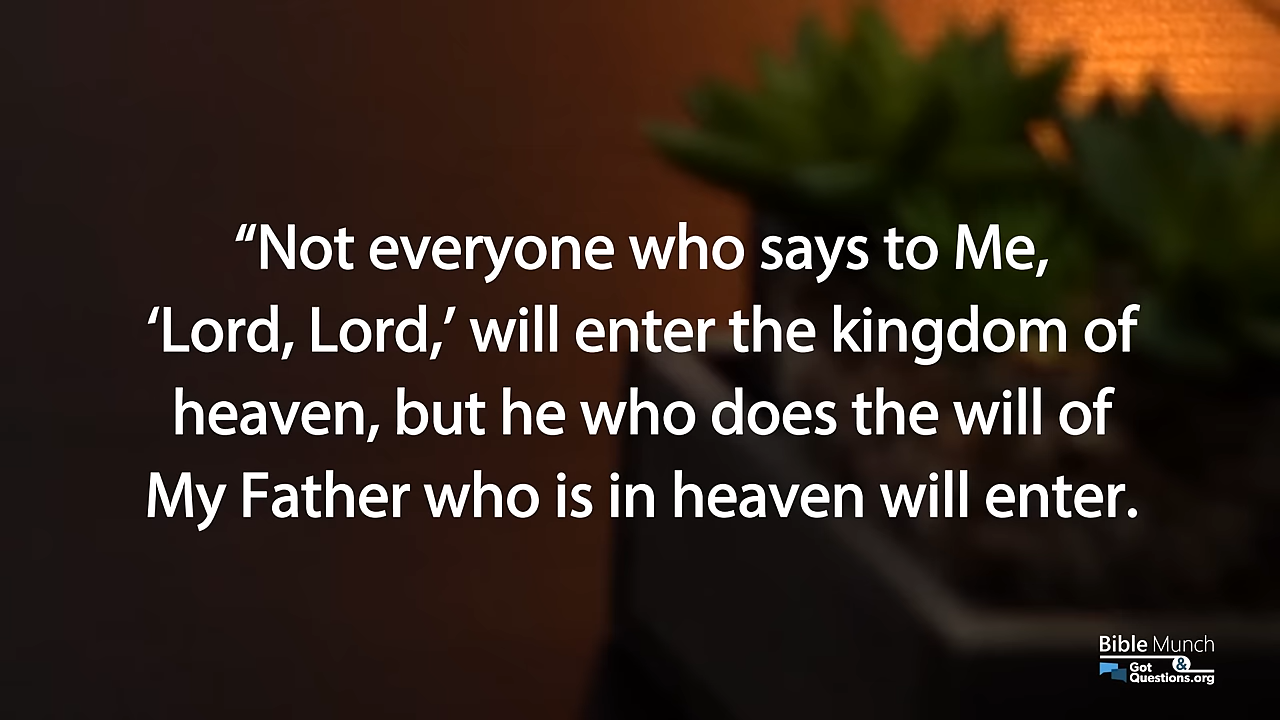 “Not everyone who says to Me,
‘Lord, Lord,’ will enter the kingdom of
heaven, but he who does the will of
My Father who is in heaven will enter.
Bible Munch
&
Got
Questions.org